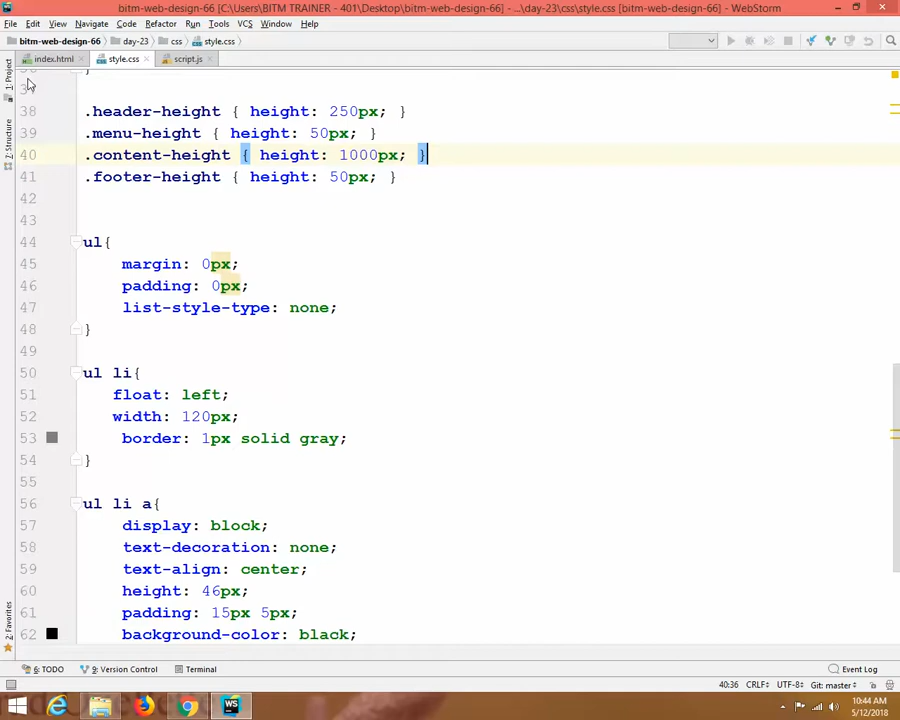 bitm-web-design-66 [C:\Users\BITM TRAINER - 401\Desktop\bitm-web-design-66] - ...\day-23\css\style.css [bitm-web-design-66] - WebStorm
File Edit View Navigate Code Refactor Run Tools VCS Window Help
bitm-web-design-66 day-23 css style.css
index.html style.css script.js
1: Project
Z: Structure
2: Favorites
38 .header-height { height: 250px; }
39 .menu-height { height: 50px; }
40 .content-height { height: 1000px; }
41 .footer-height { height: 50px; }
42
43
44 ul{
45 margin: 0px;
46 padding: 0px;
47 list-style-type: none;
48 }
49
50 ul li{
51 float: left;
52 width: 120px;
53 border: 1px solid gray;
54 }
55
56 ul li a{
57 display: block;
58 text-decoration: none;
59 text-align: center;
60 height: 46px;
61 padding: 15px 5px;
62 background-color: black;
6: TODO 9: Version Control Terminal Event Log
40:36 CRLF÷ UTF-8÷ Git: master÷
WS
10:44 AM
5/12/2018